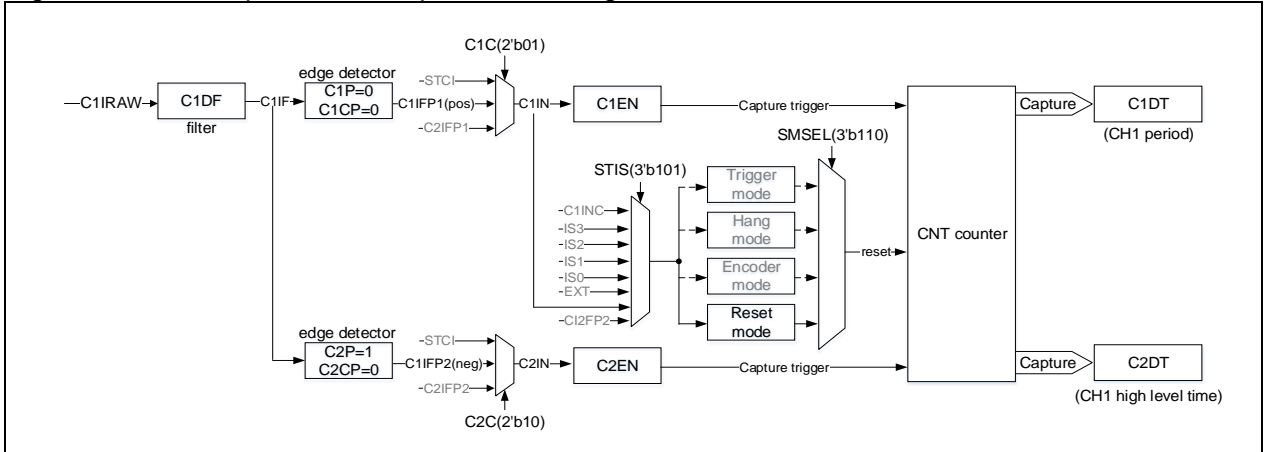 C1C(2'b01)
edge detector
C1P=0
C1CP=0
C1IRAW
C1DF
filter
C1IF
C1IFP1(pos)
STCI
C2IFP1
C1IN
C1EN
Capture trigger
Capture
C1DT
(CH1 period)
SMSEL(3'b110)
STIS(3'b101)
C1INC
IS3
IS2
IS1
IS0
EXT
CI2FP2
Trigger
mode
Hang
mode
Encoder
mode
Reset
mode
reset
CNT counter
edge detector
C2P=1
C2CP=0
STCI
C1IFP2(neg)
C2IFP2
C2IN
C2EN
Capture trigger
Capture
C2DT
(CH1 high level time)
C2C(2'b10)